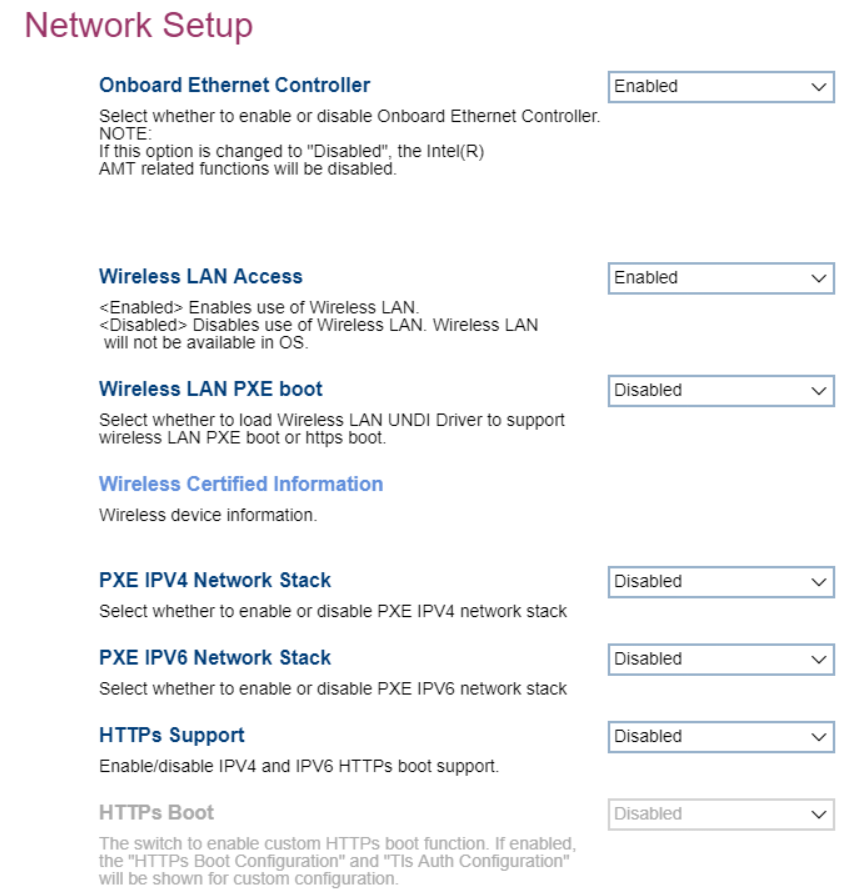 Network Setup
Onboard Ethernet Controller
Enabled
Select whether to enable or disable Onboard Ethernet Controller.
NOTE:
If this option is changed to "Disabled", the Intel(R)
AMT related functions will be disabled.
Wireless LAN Access
Enabled
<Enabled> Enables use of Wireless LAN.
<Disabled> Disables use of Wireless LAN. Wireless LAN
will not be available in OS.
Wireless LAN PXE boot
Disabled
Select whether to load Wireless LAN UNDI Driver to support
wireless LAN PXE boot or https boot.
Wireless Certified Information
Wireless device information.
PXE IPV4 Network Stack
Disabled
Select whether to enable or disable PXE IPV4 network stack
PXE IPV6 Network Stack
Disabled
Select whether to enable or disable PXE IPV6 network stack
HTTPs Support
Disabled
Enable/disable IPV4 and IPV6 HTTPs boot support.
HTTPs Boot
Disabled
The switch to enable custom HTTPs boot function. If enabled,
the "HTTPs Boot Configuration" and "Tls Auth Configuration"
will be shown for custom configuration.